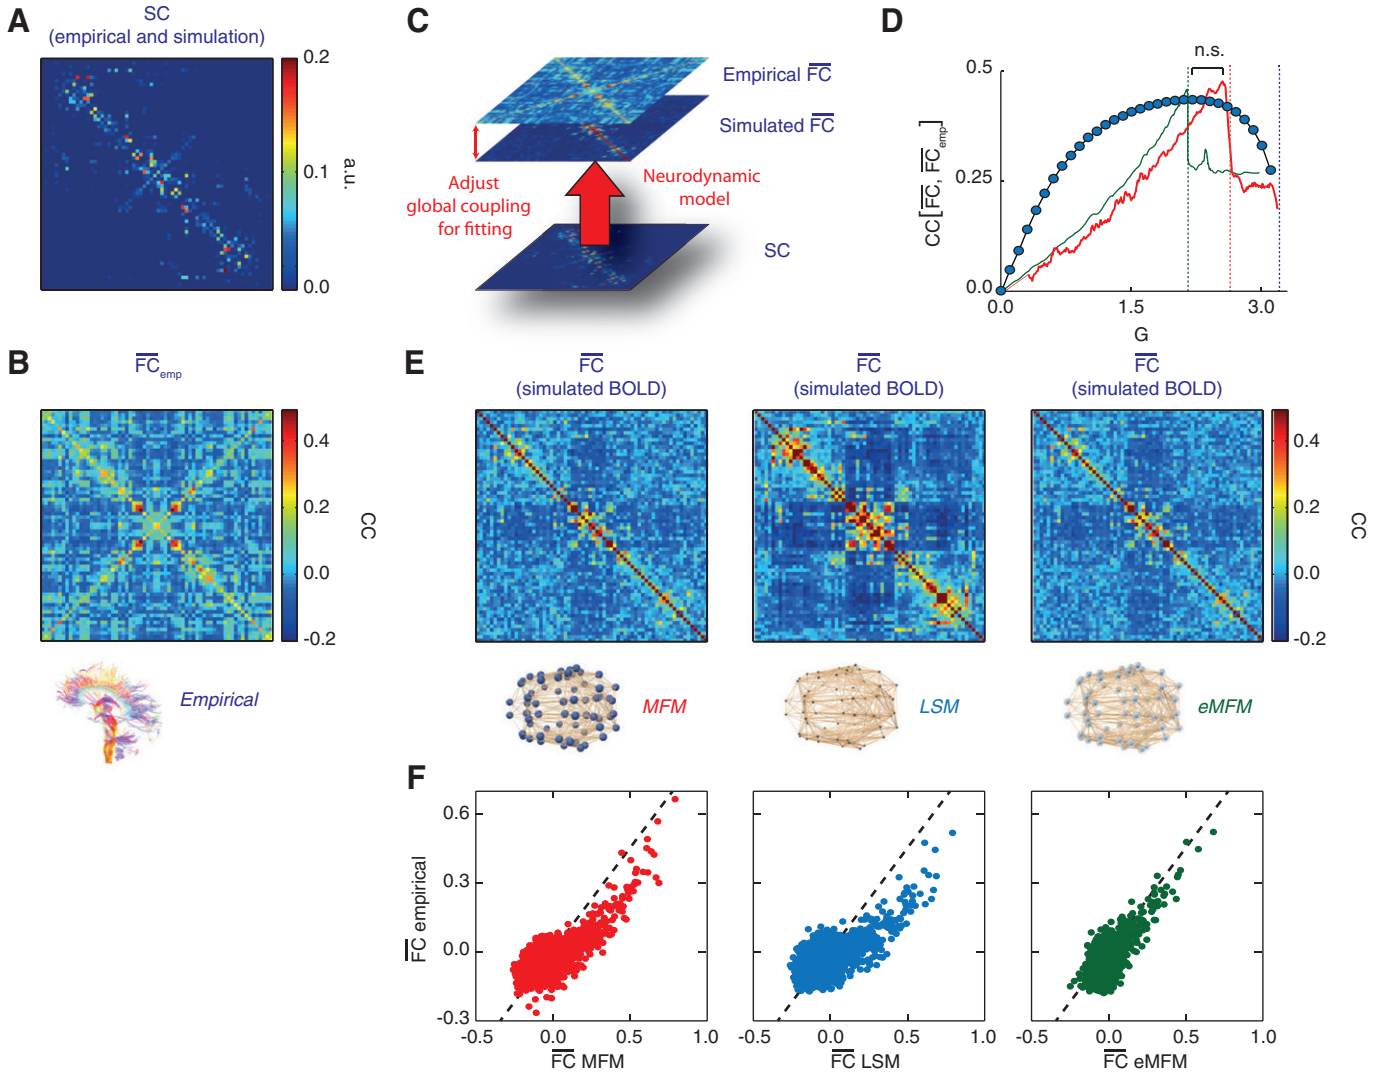 A
SC
(empirical and simulation)
0.2
0.1
0.0
a.u.
B
FC emp
0.4
0.2
0.0
-0.2
CC
Empirical
C
Empirical FC
Simulated FC
Adjust
global coupling
for fitting
Neurodynamic
model
SC
D
n.s.
0.5
0.25
0.0
CC[FC, FC emp]
0.0
1.5
3.0
G
E
FC
(simulated BOLD)
FC
(simulated BOLD)
FC
(simulated BOLD)
0.4
0.2
0.0
-0.2
CC
MFM
LSM
eMFM
F
0.6
0.3
0.0
-0.3
FC empirical
-0.5
0.0
0.5
1.0
FC MFM
-0.5
0.0
0.5
1.0
FC LSM
-0.5
0.0
0.5
1.0
FC eMFM